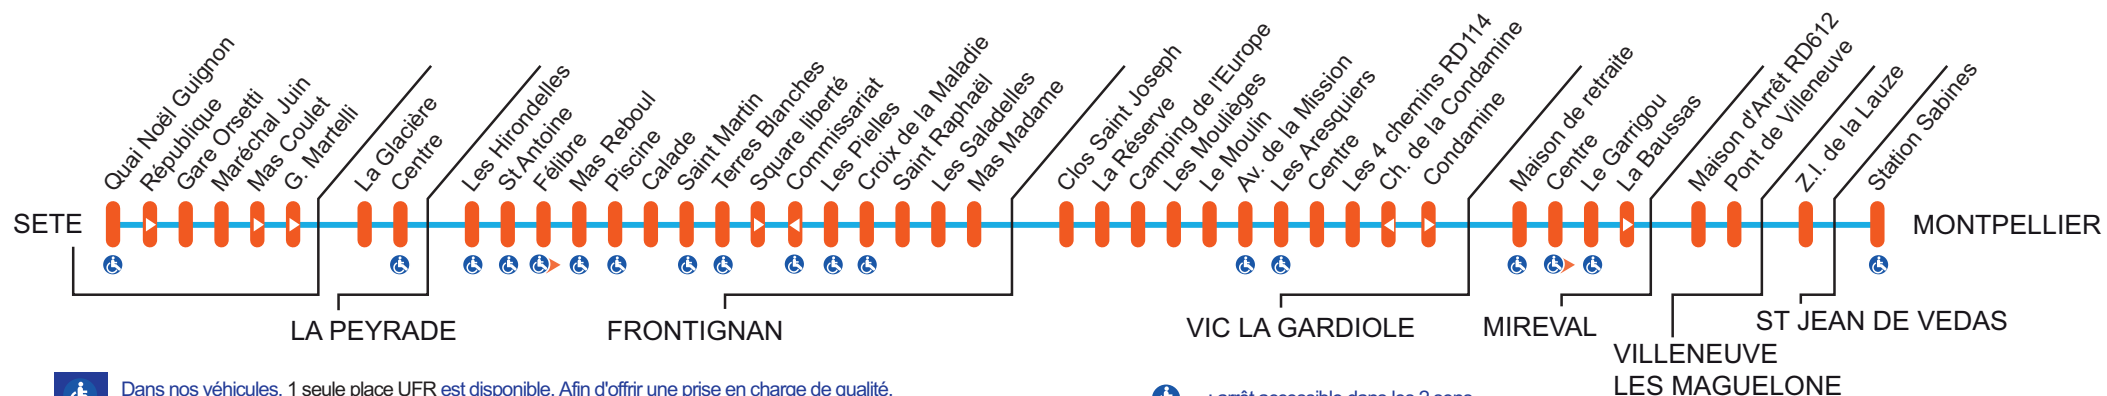 SETE
Quai Noël Guignon
République
Gare Orsetti
Maréchal Juin
Mas Coulet
G. Martelli
La Glacière
Centre
Les Hirondelles
St Antoine
Félibre
Mas Reboul
Piscine
Calade
Saint Martin
Terres Blanches
Square liberté
Commissariat
Les Pielles
Croix de la Maladie
Saint Raphaël
Les Saladelles
Mas Madame
Clos Saint Joseph
La Réserve
Camping de l'Europe
Les Moulièges
Le Moulin
Av. de la Mission
Les Aresquiers
Centre
Les 4 chemins RD114
Ch. de la Condamine
Condamine
Maison de retraite
Centre
Le Garrigou
La Baussas
Maison d'Arrêt RD612
Pont de Villeneuve
Z.I. de la Lauze
Station Sabines
MONTPELLIER
LA PEYRADE
FRONTIGNAN
VIC LA GARDIOLE
MIREVAL
VILLENEUVE
LES MAGUELONE
ST JEAN DE VEDAS
Dans nos véhicules, 1 seule place UFR est disponible. Afin d'offrir une prise en charge de qualité,
: arrêt accessible dans les 2 sens